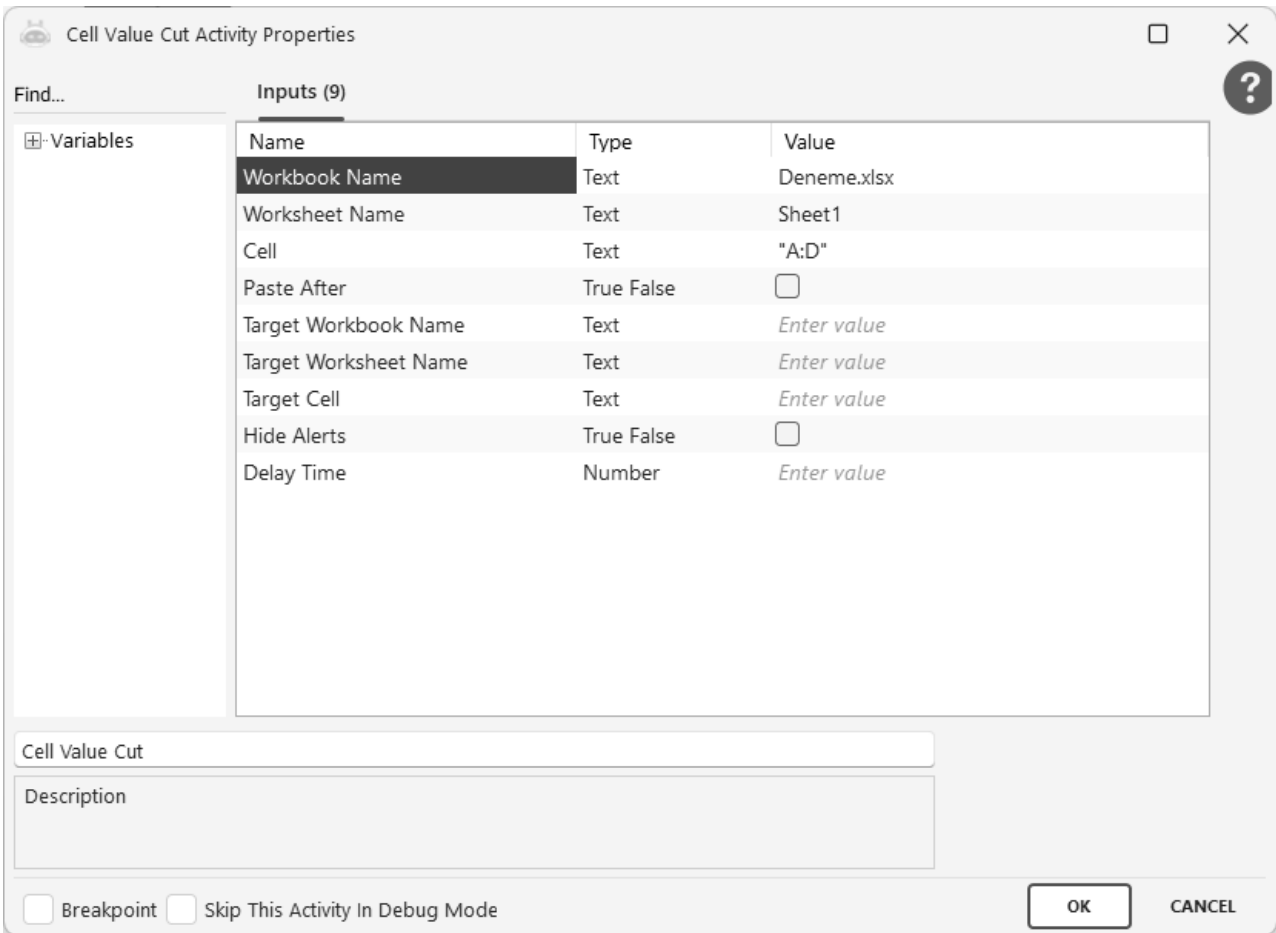 Cell Value Cut Activity Properties
?
Find...
Inputs (9)
Variables
Name Type Value
Workbook Name Text Deneme.xlsx
Worksheet Name Text Sheet1
Cell Text "A:D"
Paste After True False
Target Workbook Name Text Enter value
Target Worksheet Name Text Enter value
Target Cell Text Enter value
Hide Alerts True False
Delay Time Number Enter value
Cell Value Cut
Description
Breakpoint Skip This Activity In Debug Mode OK CANCEL